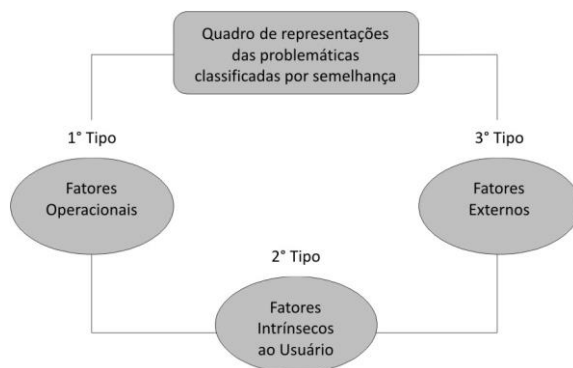 Quadro de representações
das problemáticas
classificadas por semelhança
1° Tipo
3° Tipo
Fatores
Operacionais
Fatores
Externos
2° Tipo
Fatores
Intrínsecos
ao Usuário